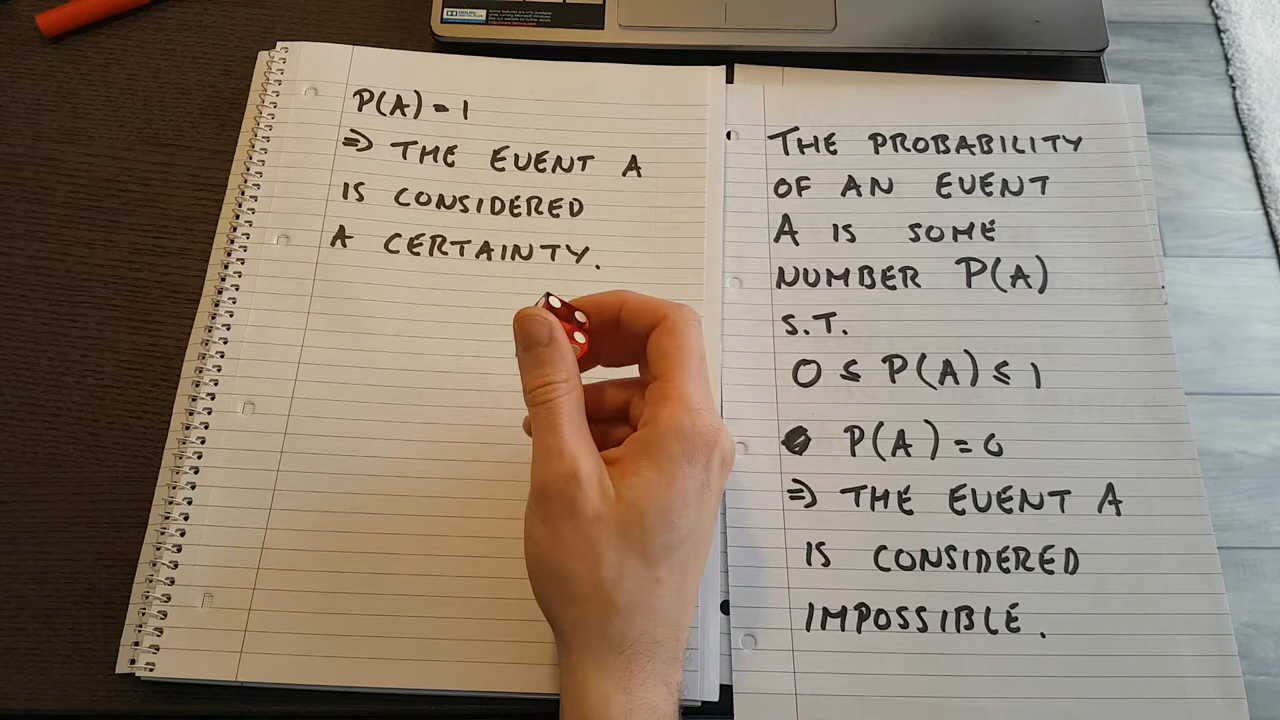 P(A) = 1
⇒ THE EVENT A
IS CONSIDERED
A CERTAINTY.
THE PROBABILITY
OF AN EVENT
A IS SOME
NUMBER P(A)
S.T.
0 ≤ P(A) ≤ 1
● P(A) = 0
⇒ THE EVENT A
IS CONSIDERED
IMPOSSIBLE.